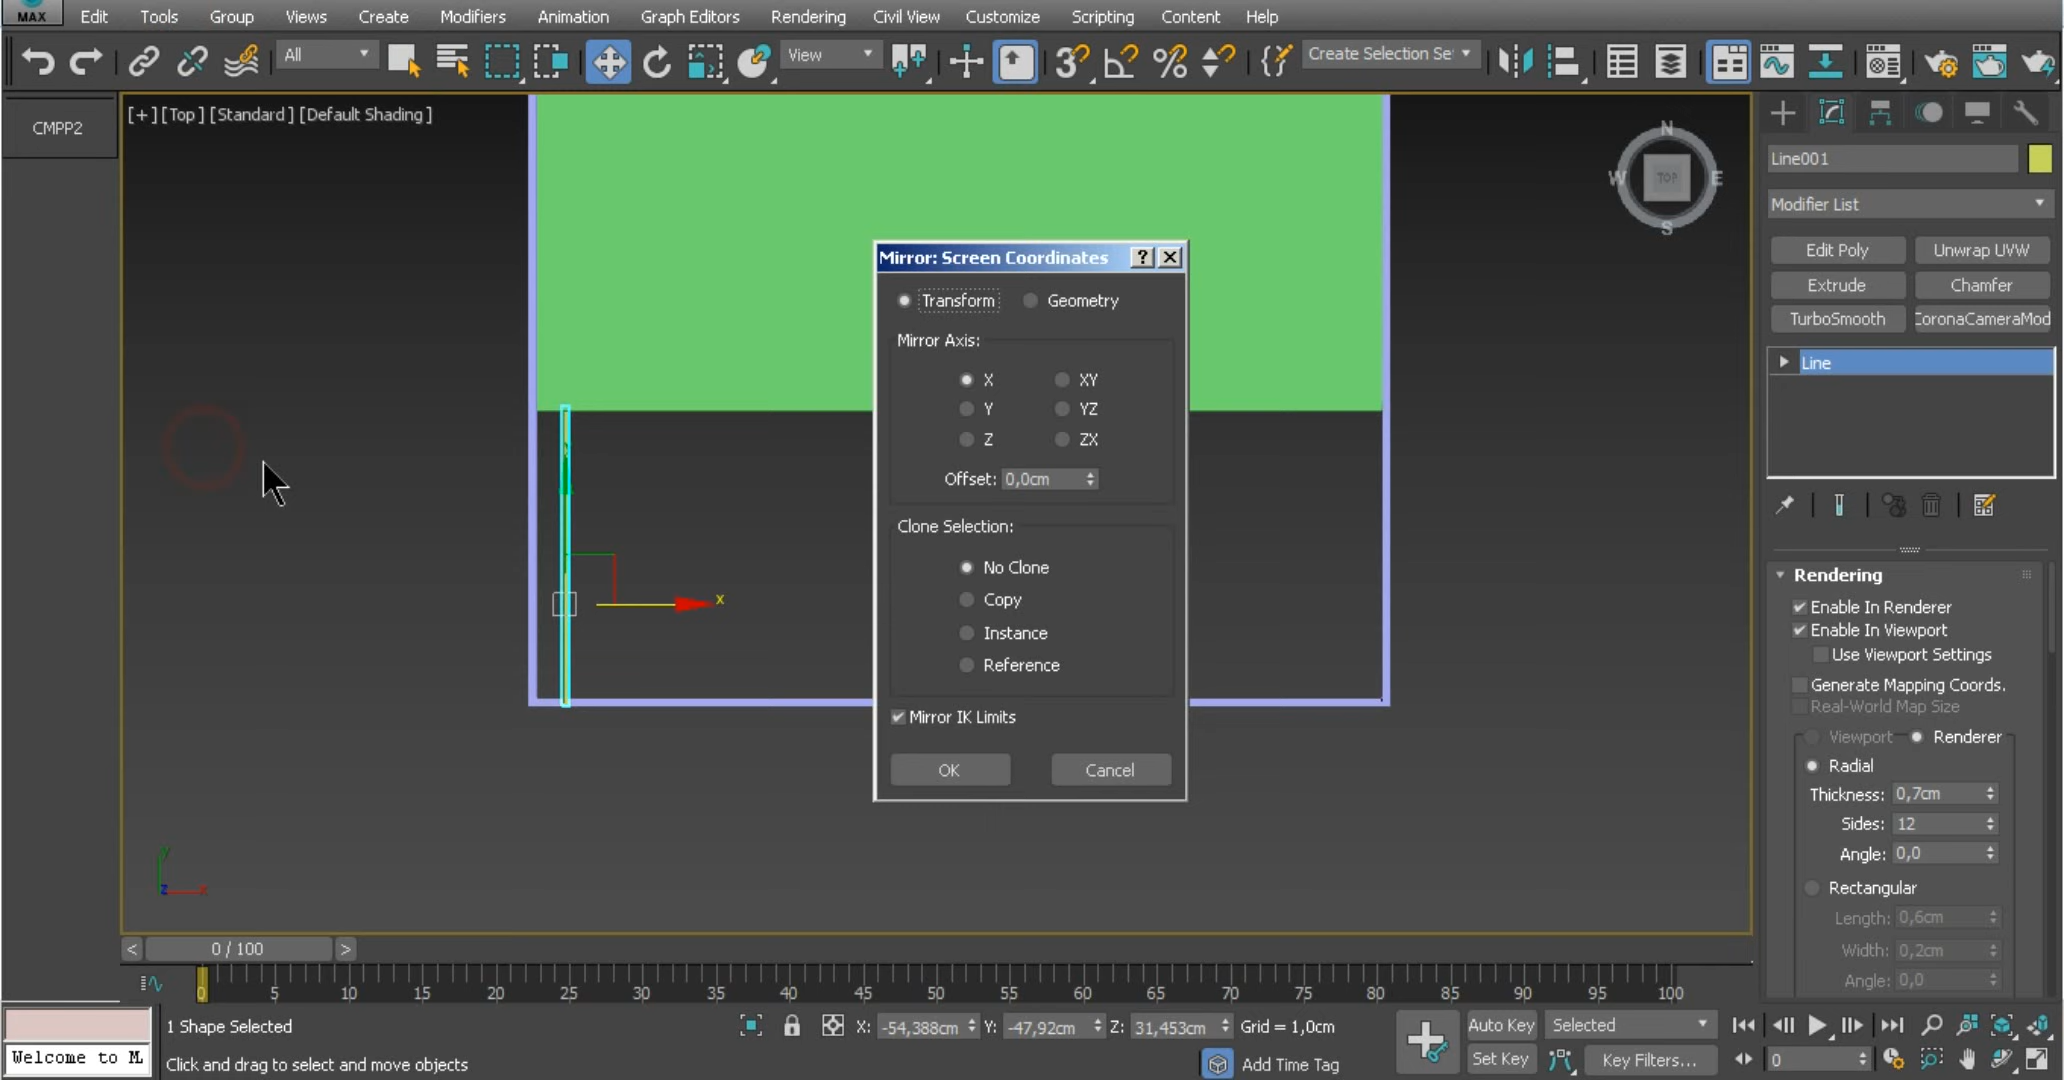 MAX
Edit Tools Group Views Create Modifiers Animation Graph Editors Rendering Civil View Customize Scripting Content Help
All View Create Selection Se
CMPP2
[+] [Top] [Standard] [Default Shading]
N
W TOP E
S
Line001
Modifier List
Edit Poly Unwrap UVW
Extrude Chamfer
TurboSmooth CoronaCameraMod
Line
Mirror: Screen Coordinates ?
Transform Geometry
Mirror Axis:
X XY
Y YZ
Z ZX
Offset: 0,0cm
Clone Selection:
No Clone
Copy
Instance
Reference
Mirror IK Limits
OK Cancel
x
Rendering
Enable In Renderer
Enable In Viewport
Use Viewport Settings
Generate Mapping Coords.
Real-World Map Size
Viewport Renderer
Radial
Thickness: 0,7cm
Sides: 12
Angle: 0,0
Rectangular
Length: 0,6cm
Width: 0,2cm
Angle: 0,0
y
z x
< 0 / 100 >
0 5 10 15 20 25 30 35 40 45 50 55 60 65 70 75 80 85 90 95 100
1 Shape Selected X: -54,388cm Y: -47,92cm Z: 31,453cm Grid = 1,0cm Auto Key Selected
Welcome to M Click and drag to select and move objects Add Time Tag Set Key Key Filters... 0